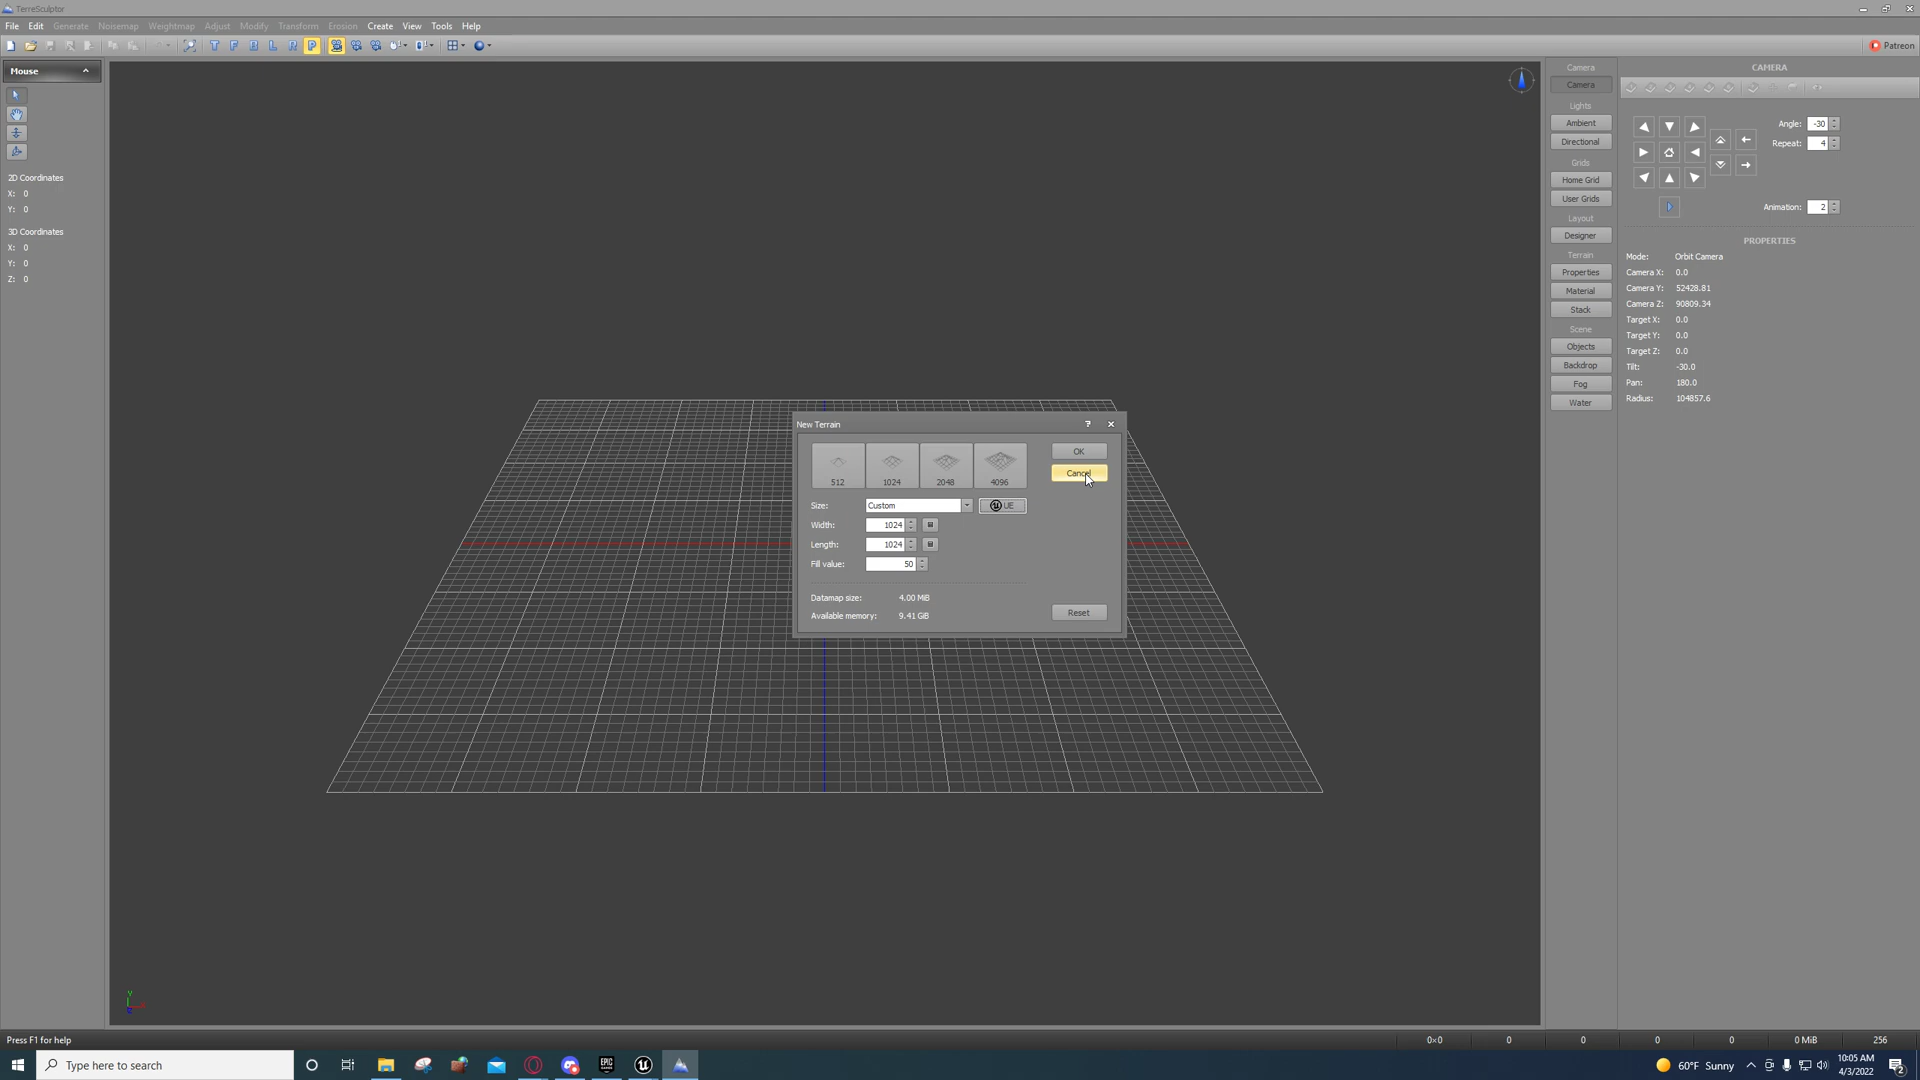 TerreSculptor
File Edit Generate Noisemap Weightmap Adjust Modify Transform Erosion Create View Tools Help
T F B L R P
Patreon
Mouse
2D Coordinates
X: 0
Y: 0
3D Coordinates
X: 0
Y: 0
Z: 0
New Terrain ?
512 1024 2048 4096
OK
Cancel
Size: Custom UE
Width: 1024
Length: 1024
Fill value: 50
Datamap size: 4.00 MiB
Available memory: 9.41 GiB
Reset
Camera
Camera
Lights
Ambient
Directional
Grids
Home Grid
User Grids
Layout
Designer
Terrain
Properties
Material
Stack
Scene
Objects
Backdrop
Fog
Water
CAMERA
Angle: -30
Repeat: 4
Animation: 2
PROPERTIES
Mode: Orbit Camera
Camera X: 0.0
Camera Y: 52428.81
Camera Z: 90809.34
Target X: 0.0
Target Y: 0.0
Target Z: 0.0
Tilt: -30.0
Pan: 180.0
Radius: 104857.6
Y
Press F1 for help
0×0 0 0 0 0 0 MiB 256
Type here to search
EPIC GAMES
60°F Sunny
10:05 AM
4/3/2022
2